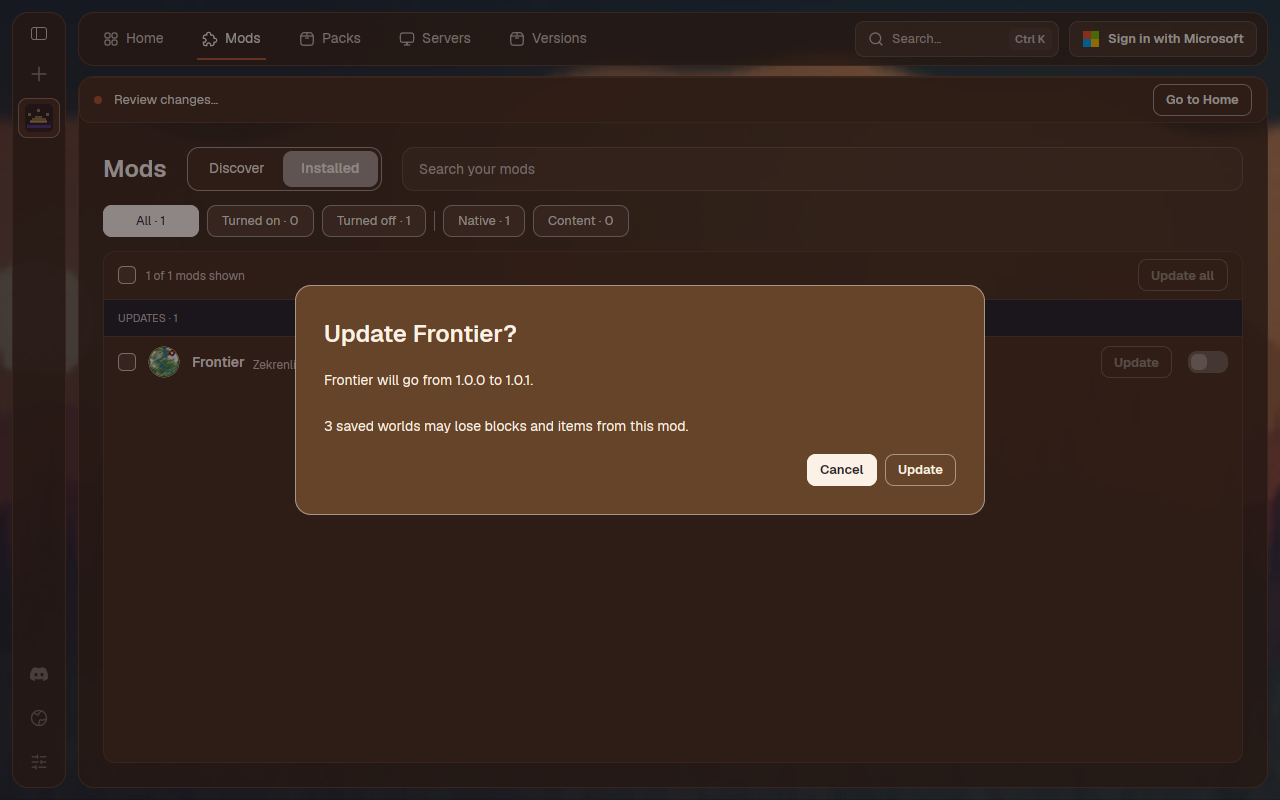 Home
Mods
Packs
Servers
Versions
Search...
Ctrl K
Sign in with Microsoft
Review changes...
Go to Home
Mods
Discover
Installed
Search your mods
All · 1
Turned on · 0
Turned off · 1
Native · 1
Content · 0
1 of 1 mods shown
Update all
UPDATES · 1
Frontier
Update
Update Frontier?
Frontier will go from 1.0.0 to 1.0.1.
3 saved worlds may lose blocks and items from this mod.
Cancel
Update